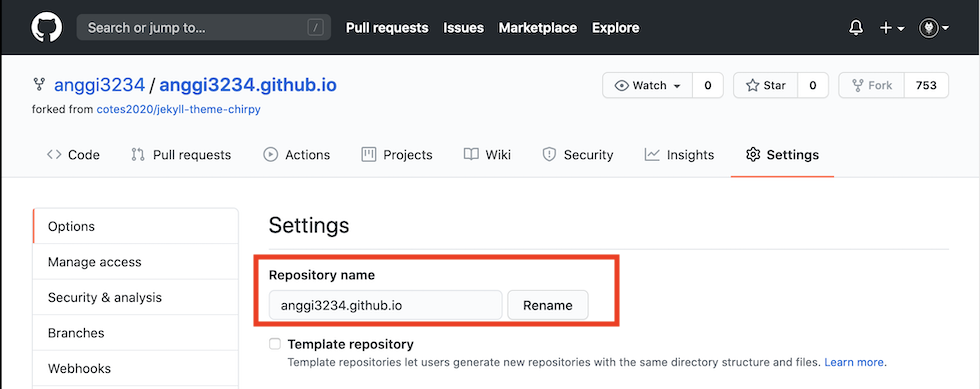 Search or jump to... / Pull requests Issues Marketplace Explore
anggi3234 / anggi3234.github.io Watch 0 Star 0 Fork 753
forked from cotes2020/jekyll-theme-chirpy
Code Pull requests Actions Projects Wiki Security Insights Settings
Options
Manage access
Security & analysis
Branches
Webhooks
Settings
Repository name
anggi3234.github.io Rename
Template repository
Template repositories let users generate new repositories with the same directory structure and files. Learn more.